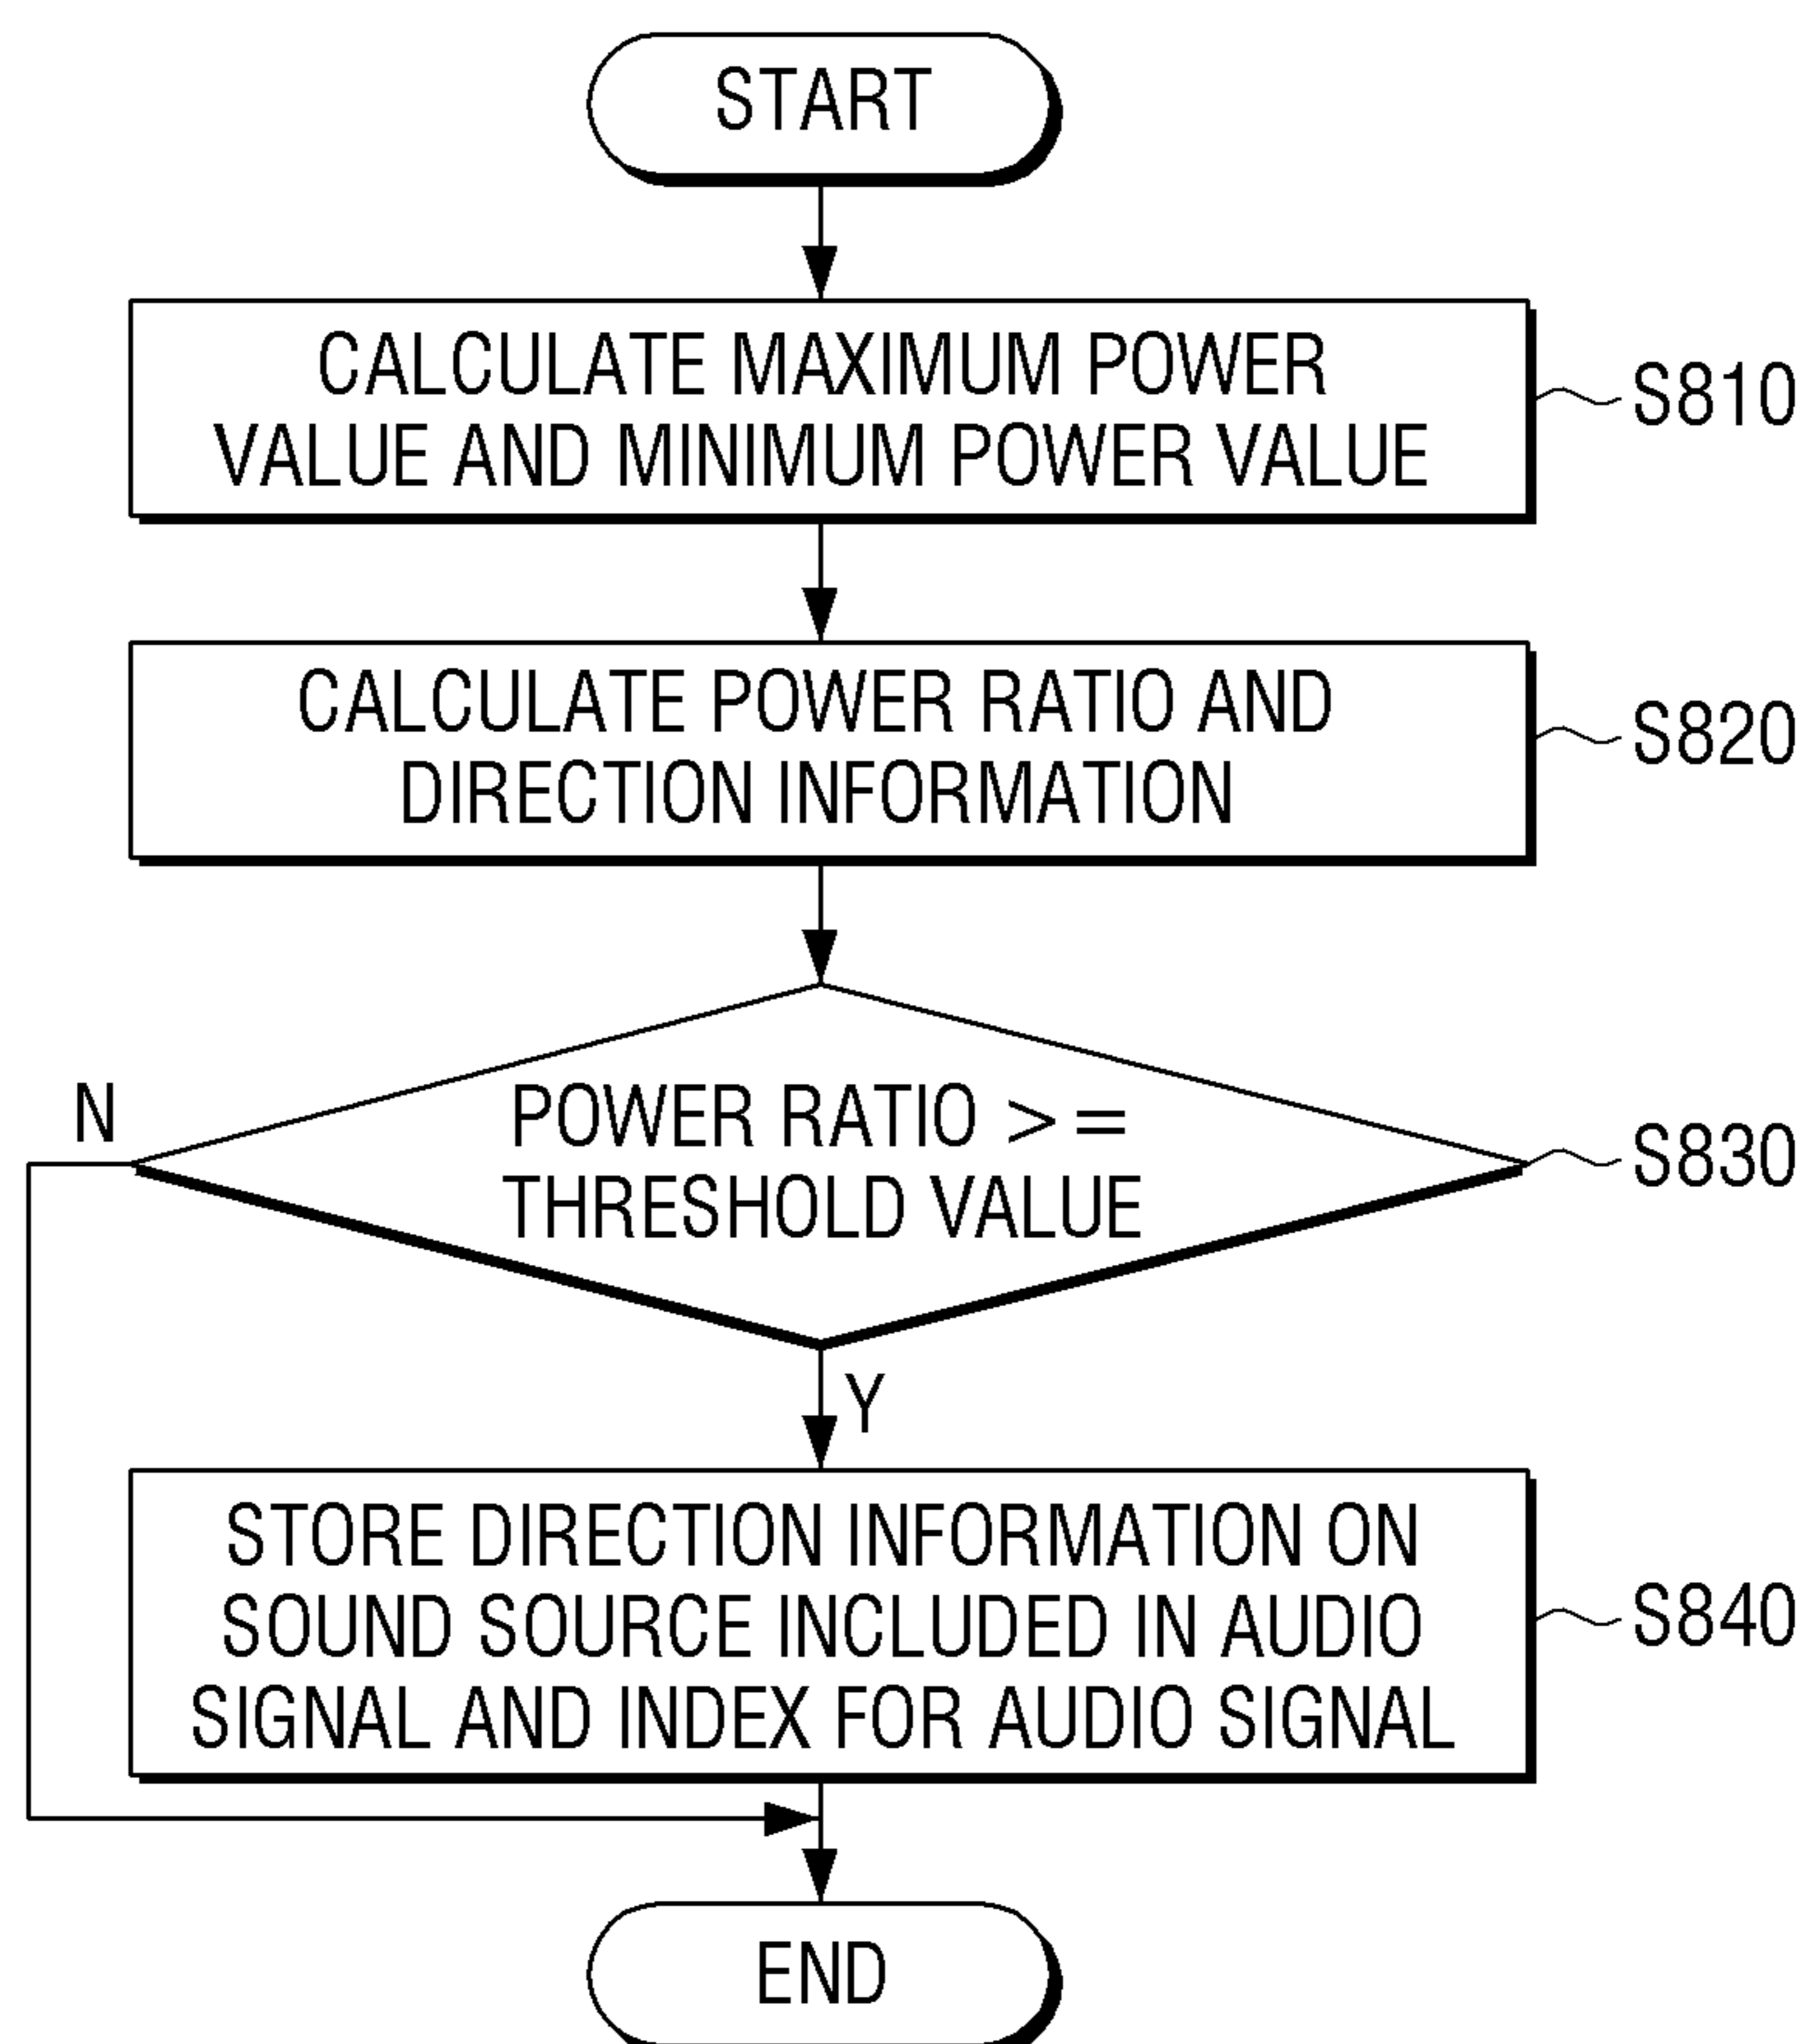 START
CALCULATE MAXIMUM POWER
VALUE AND MINIMUM POWER VALUE
S810
CALCULATE POWER RATIO AND
DIRECTION INFORMATION
S820
N
POWER RATIO >=
THRESHOLD VALUE
S830
Y
STORE DIRECTION INFORMATION ON
SOUND SOURCE INCLUDED IN AUDIO
SIGNAL AND INDEX FOR AUDIO SIGNAL
S840
END